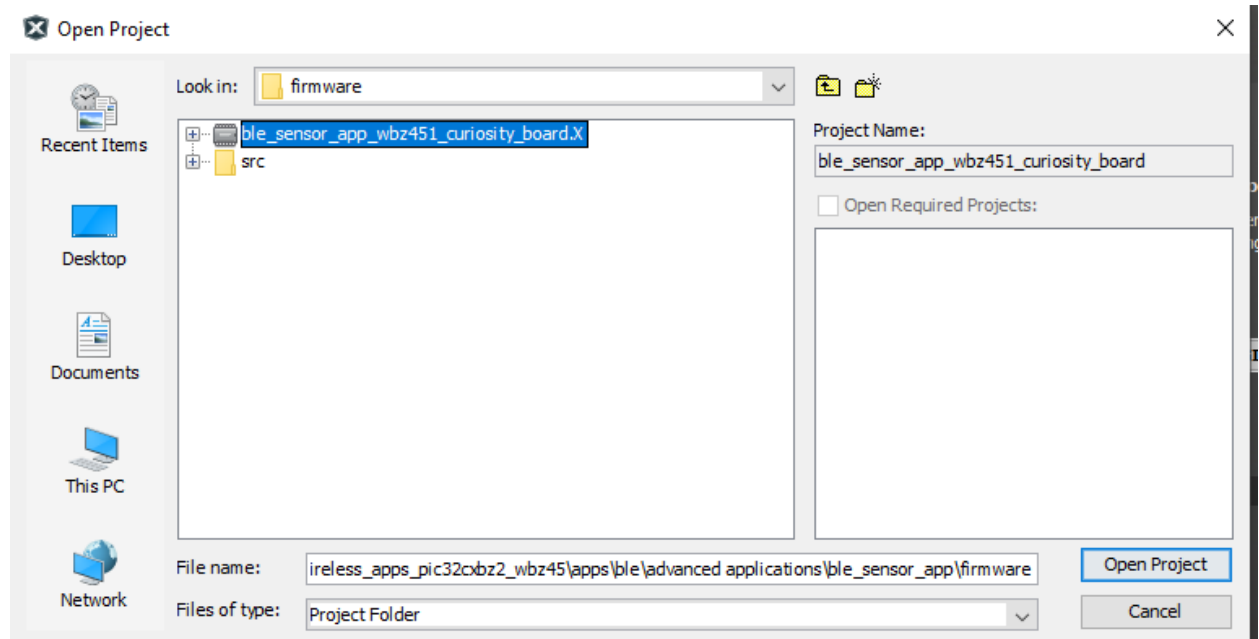 Open Project
Look in: firmware
Recent Items
Desktop
Documents
This PC
Network
ble_sensor_app_wbz451_curiosity_board.X
src
Project Name:
ble_sensor_app_wbz451_curiosity_board
Open Required Projects:
File name: ireless_apps_pic32cxbz2_wbz45\apps\ble\advanced applications\ble_sensor_app\firmware
Open Project
Files of type: Project Folder
Cancel